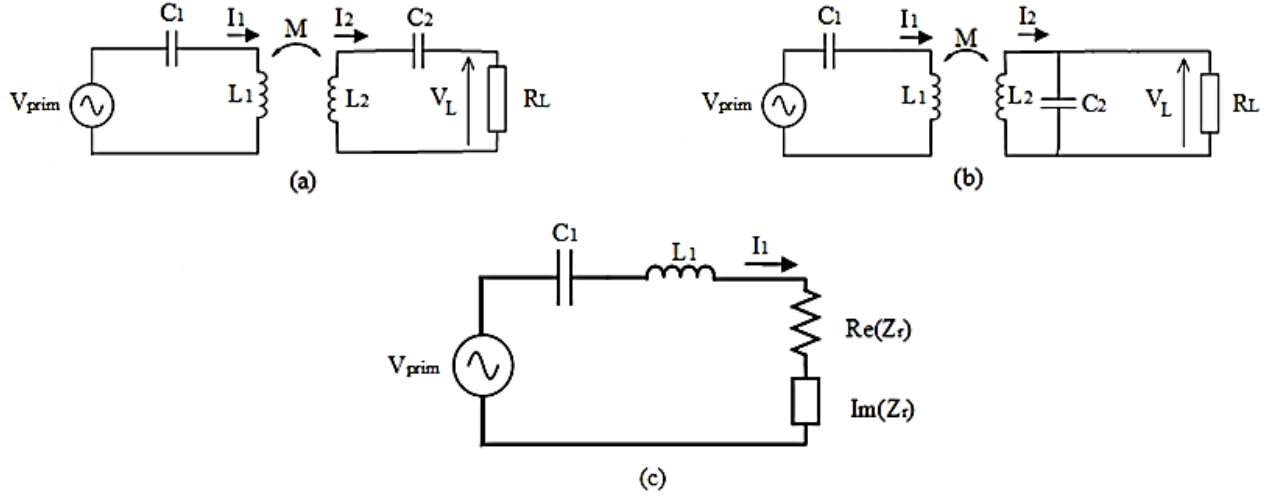 C1 I1 M I2 C2
Vprim L1 L2 VL RL
(a)
C1 I1 M I2
Vprim L1 L2 C2 VL RL
(b)
C1 L1 I1
Vprim Re(Zr)
Im(Zr)
(c)